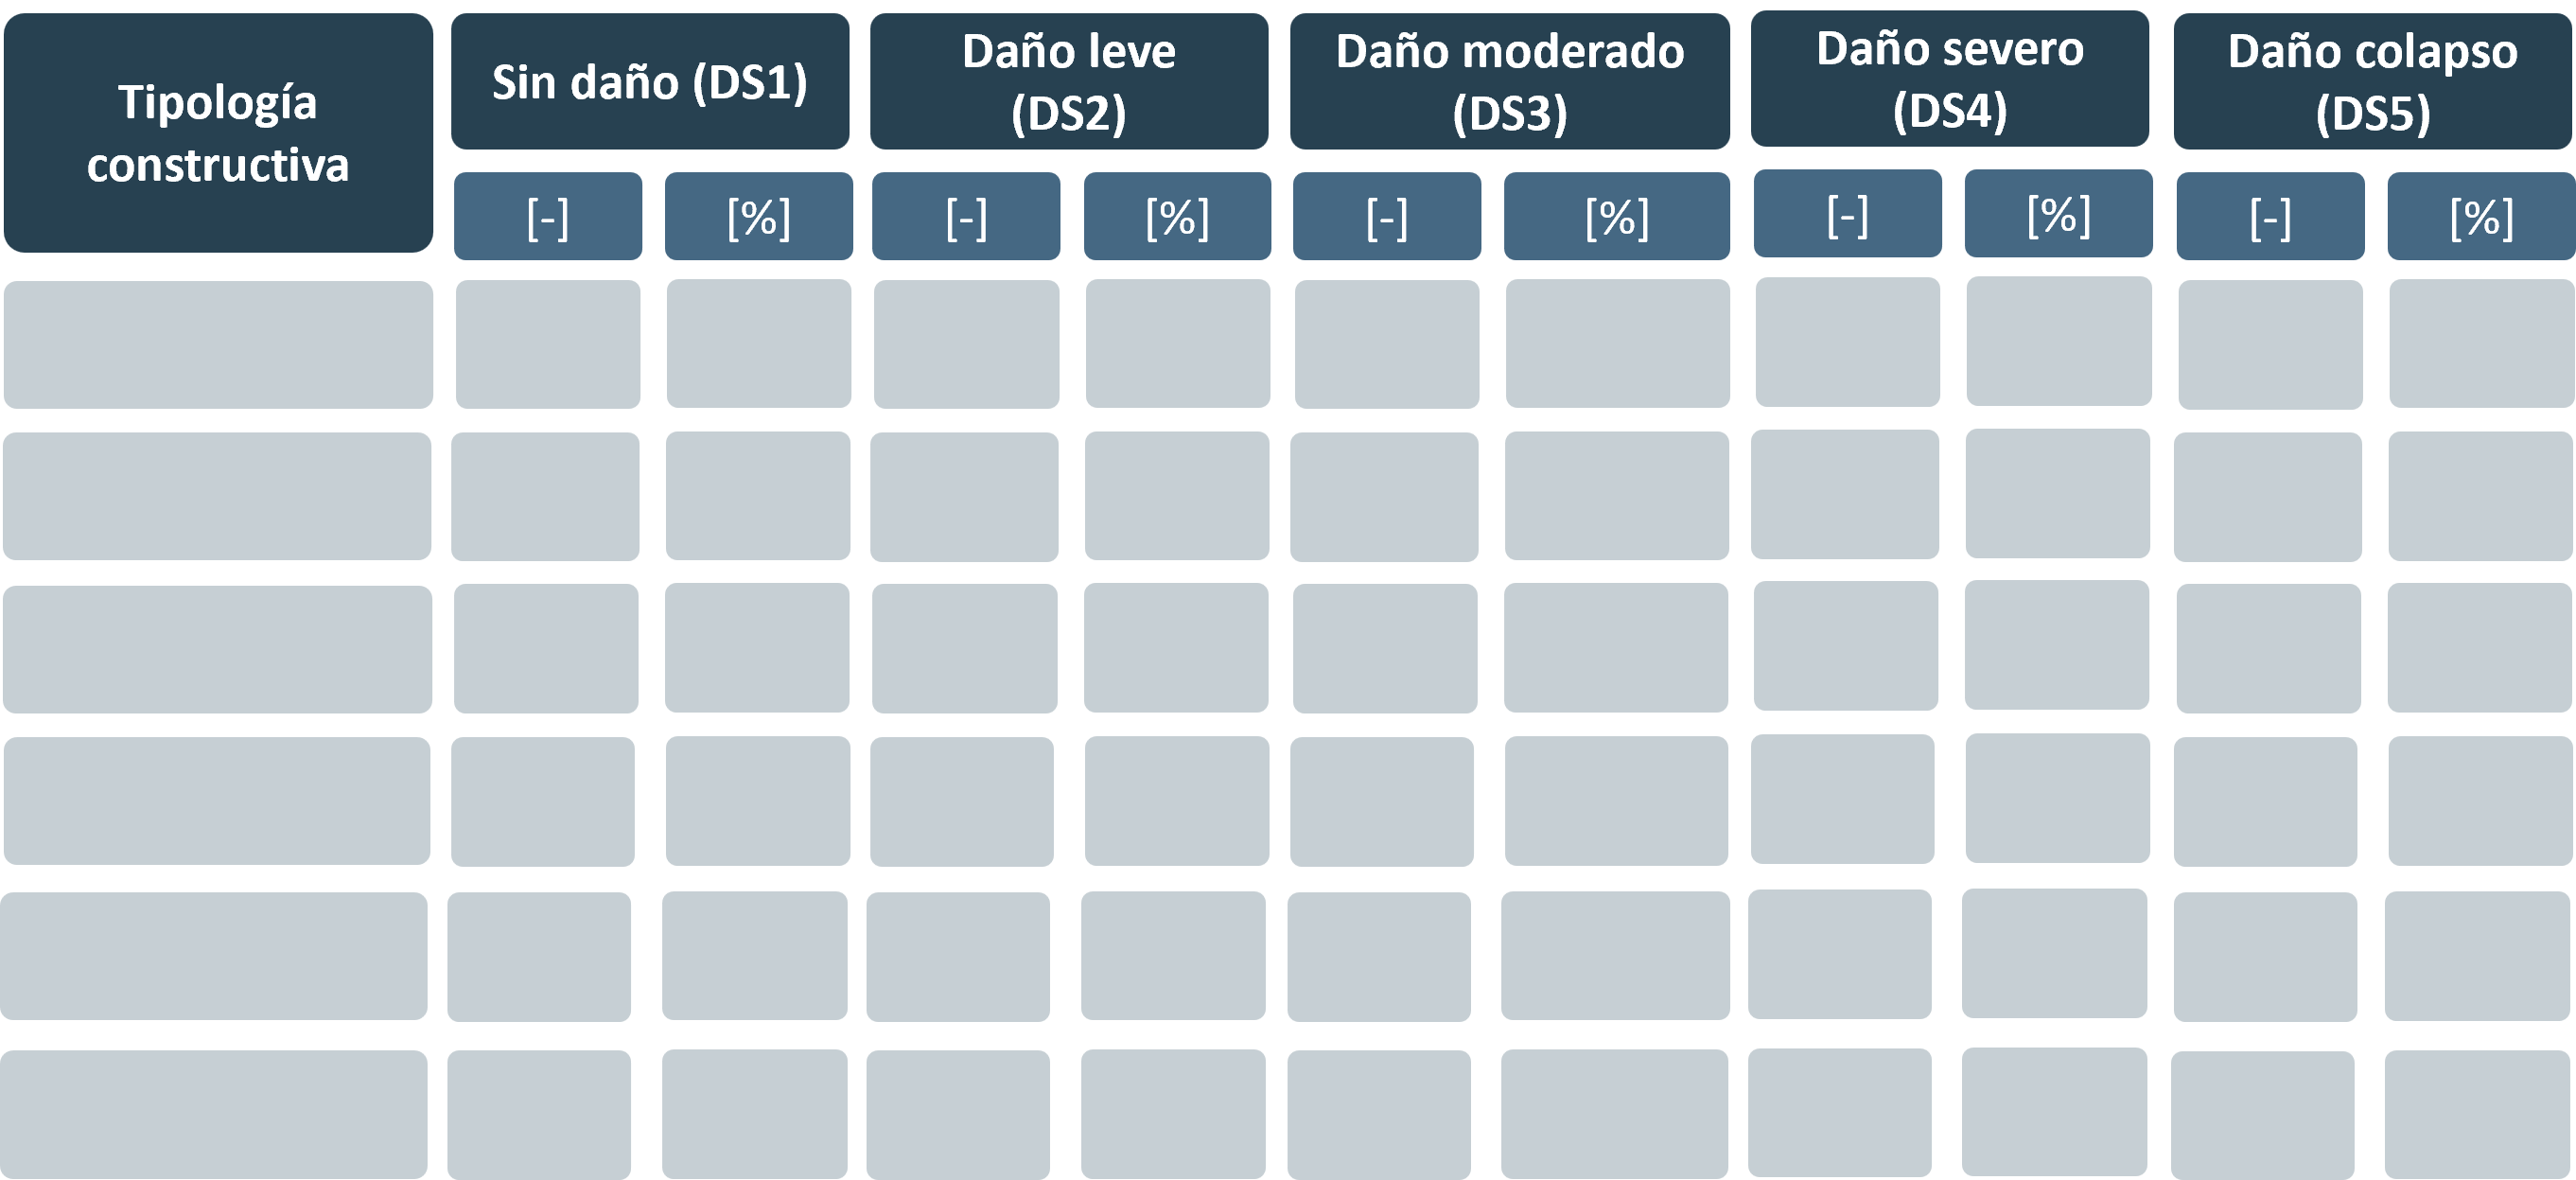 Tipología
constructiva
Sin daño (DS1)
Daño leve
(DS2)
Daño moderado
(DS3)
Daño severo
(DS4)
Daño colapso
(DS5)
[-]
[%]
[-]
[%]
[-]
[%]
[-]
[%]
[-]
[%]